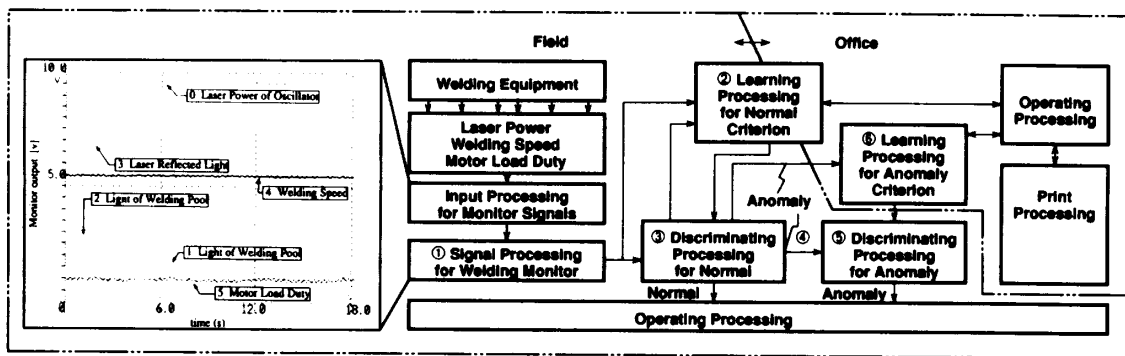 Field
Office
10.0
v
0 Laser Power of Oscillator
3 Laser Reflected Light
5.0
4 Welding Speed
2 Light of Welding Pool
1 Light of Welding Pool
5 Motor Load Duty
0
0
6.0
12.0
18.0
time (s)
Monitor output [v]
Welding Equipment
Laser Power
Welding Speed
Motor Load Duty
Input Processing
for Monitor Signals
① Signal Processing
for Welding Monitor
② Learning
Processing
for Normal
Criterion
③ Discriminating
Processing
for Normal
Anomaly
④
⑤ Discriminating
Processing
for Anomaly
⑥ Learning
Processing
for Anomaly
Criterion
Operating
Processing
Print
Processing
Normal
Anomaly
Operating Processing